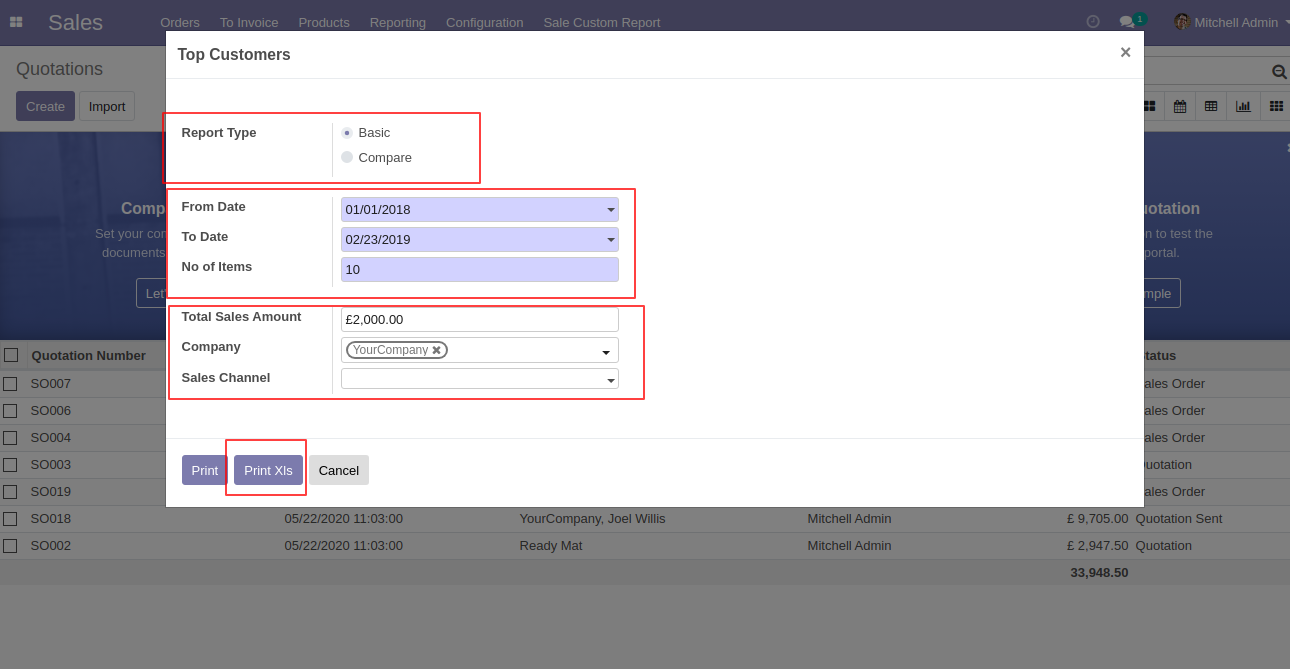 Sales Orders To Invoice Products Reporting Configuration Sale Custom Report 1 Mitchell Admin
Top Customers ×
Quotations
Create Import
Report Type Basic
Compare
From Date 01/01/2018
To Date 02/23/2019
No of Items 10
Total Sales Amount £2,000.00
Company YourCompany
Sales Channel
Print Print Xls Cancel
Comp uotation
Set your con n to test the
documents portal.
Let' mple
Quotation Number tatus
SO007 ales Order
SO006 ales Order
SO004 ales Order
SO003 uotation
SO019 ales Order
SO018 05/22/2020 11:03:00 YourCompany, Joel Willis Mitchell Admin £ 9,705.00 Quotation Sent
SO002 05/22/2020 11:03:00 Ready Mat Mitchell Admin £ 2,947.50 Quotation
33,948.50